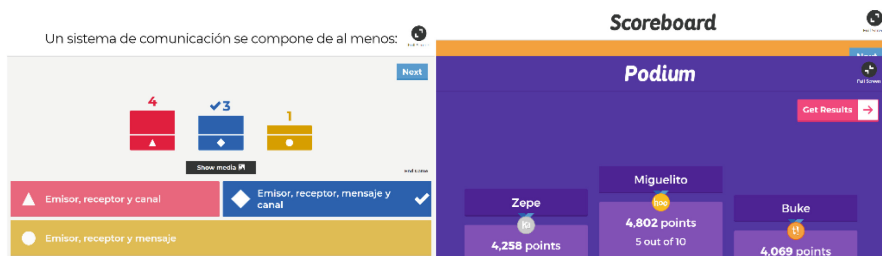 Un sistema de comunicación se compone de al menos:
Next
4
3
1
Show media
Emisor, receptor y canal
Emisor, receptor, mensaje y
canal
Emisor, receptor y mensaje
Scoreboard
Podium
Full Screen
Get Results
Zepe
4,258 points
Miguelito
4,802 points
5 out of 10
Buke
4,069 points